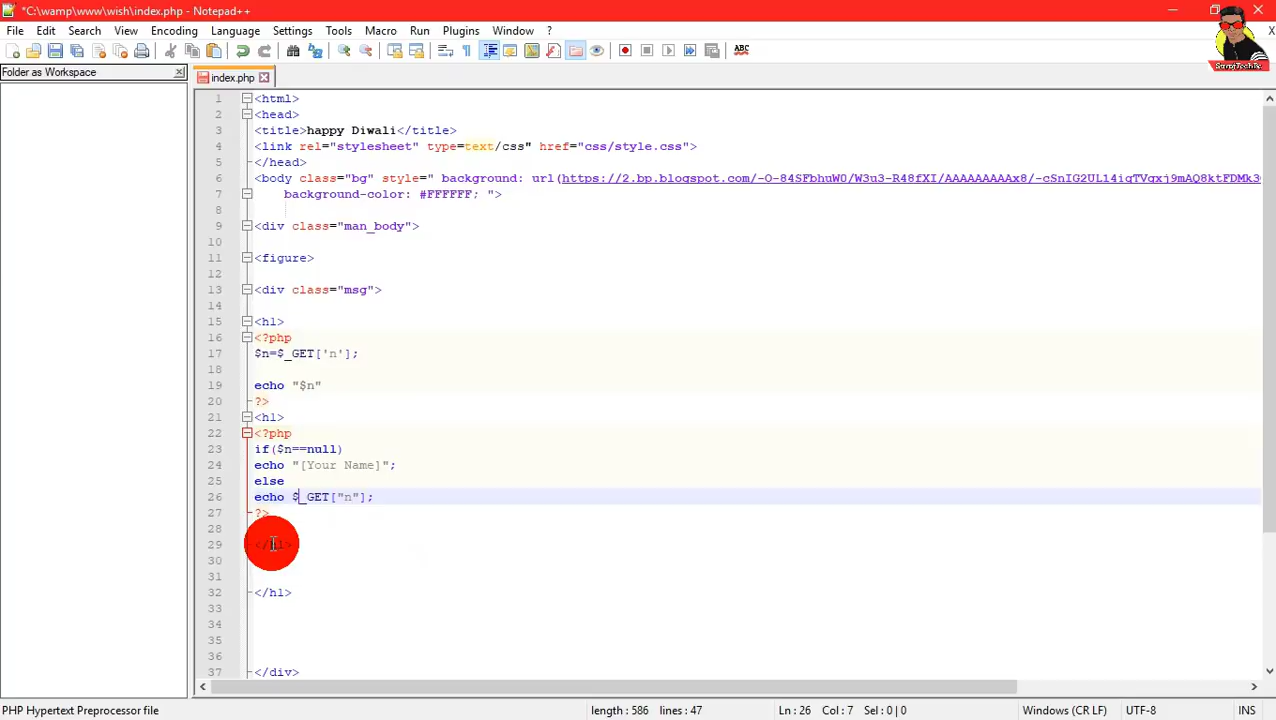 *C:\wamp\www\wish\index.php - Notepad++
File Edit Search View Encoding Language Settings Tools Macro Run Plugins Window ? X
ABC
Folder as Workspace
index.php
1 <html>
2 <head>
3 <title>happy Diwali</title>
4 <link rel="stylesheet" type=text/css" href="css/style.css">
5 </head>
6 <body class="bg" style=" background: url(https://2.bp.blogspot.com/-O-84SFbhuW0/W3u3-R48fXI/AAAAAAAAAx8/-cSnIG2UL14iqTVqxj9mAQ8ktFDMk3
7 background-color: #FFFFFF; ">
8
9 <div class="man_body">
10
11 <figure>
12
13 <div class="msg">
14
15 <h1>
16 <?php
17 $n=$_GET['n'];
18
19 echo "$n"
20 ?>
21 <h1>
22 <?php
23 if($n==null)
24 echo "[Your Name]";
25 else
26 echo $_GET["n"];
27 ?>
28
29 </h1>
30
31
32 </h1>
33
34
35
36
37 </div>
PHP Hypertext Preprocessor file length : 586 lines : 47 Ln : 26 Col : 7 Sel : 0 | 0 Windows (CR LF) UTF-8 INS